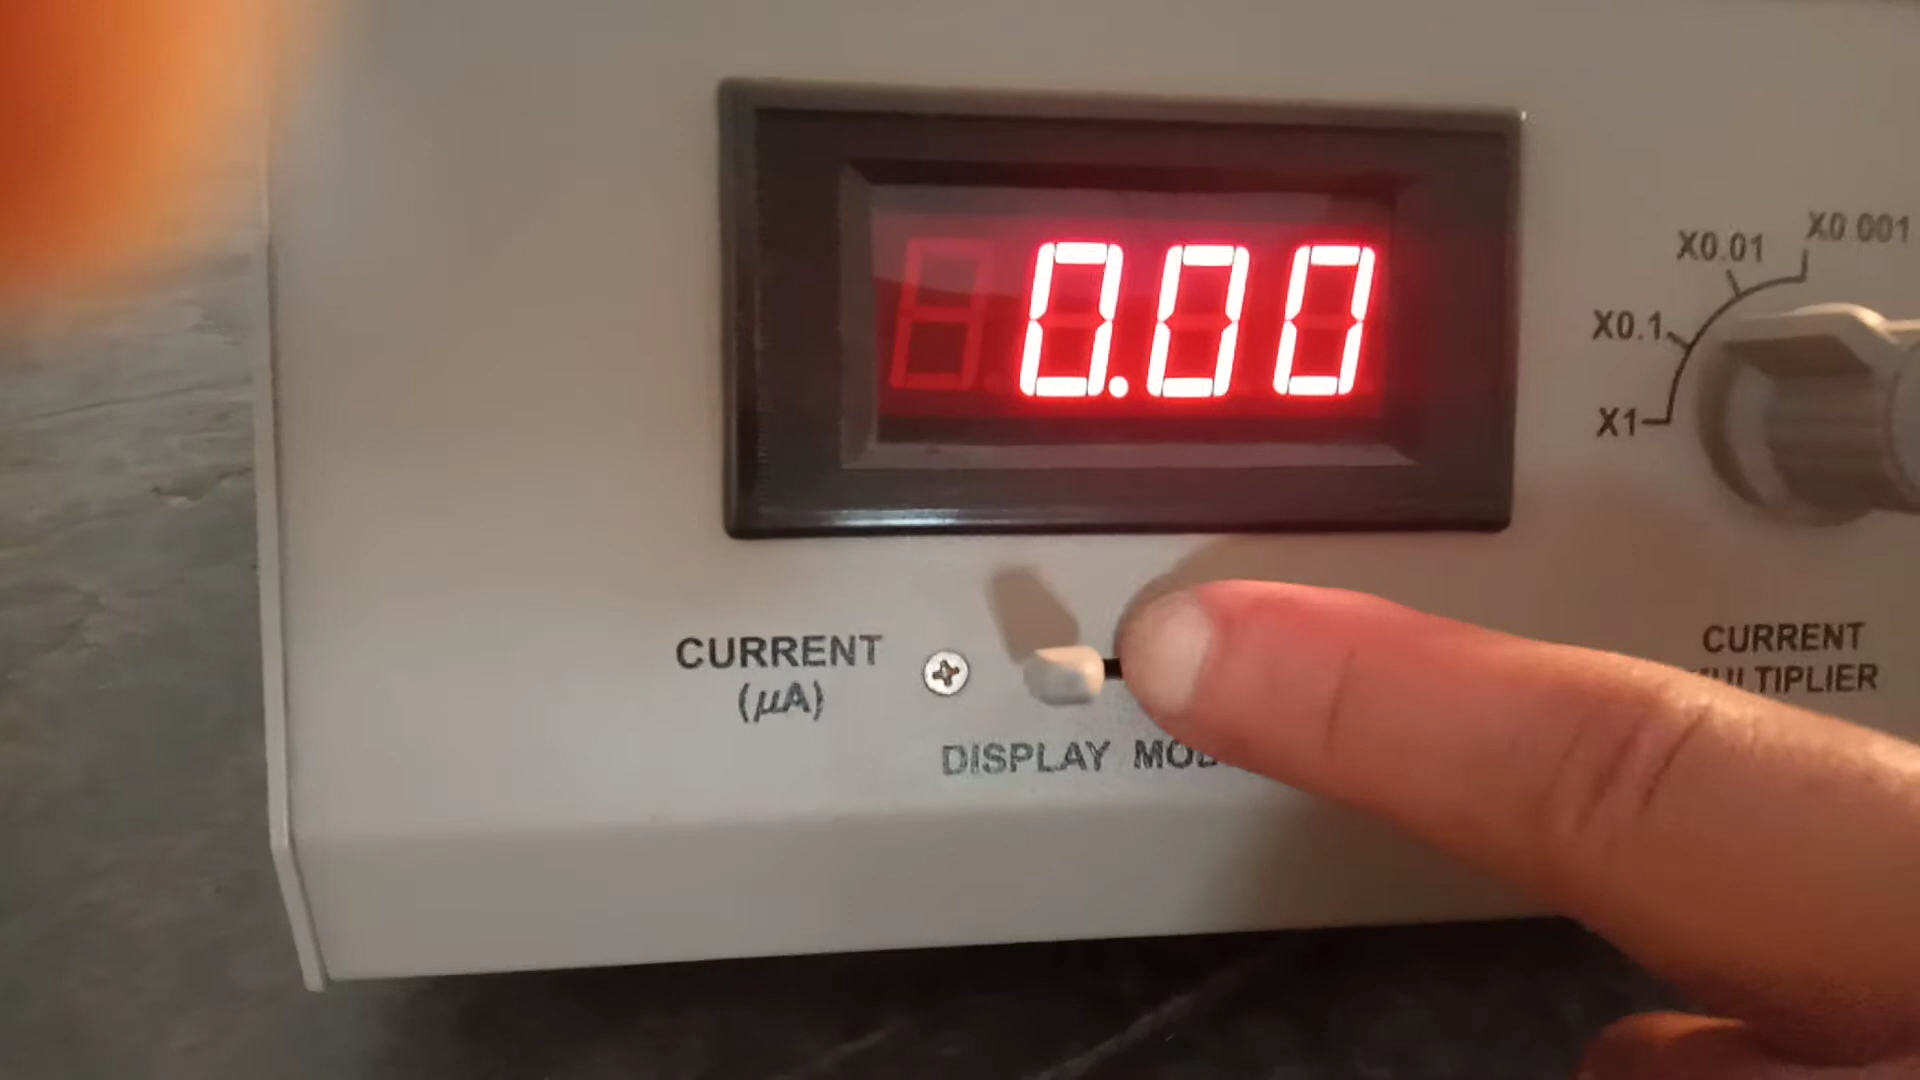 0.00
X0.001
X0.01
X0.1
X1
CURRENT
(μA)
DISPLAY
CURRENT